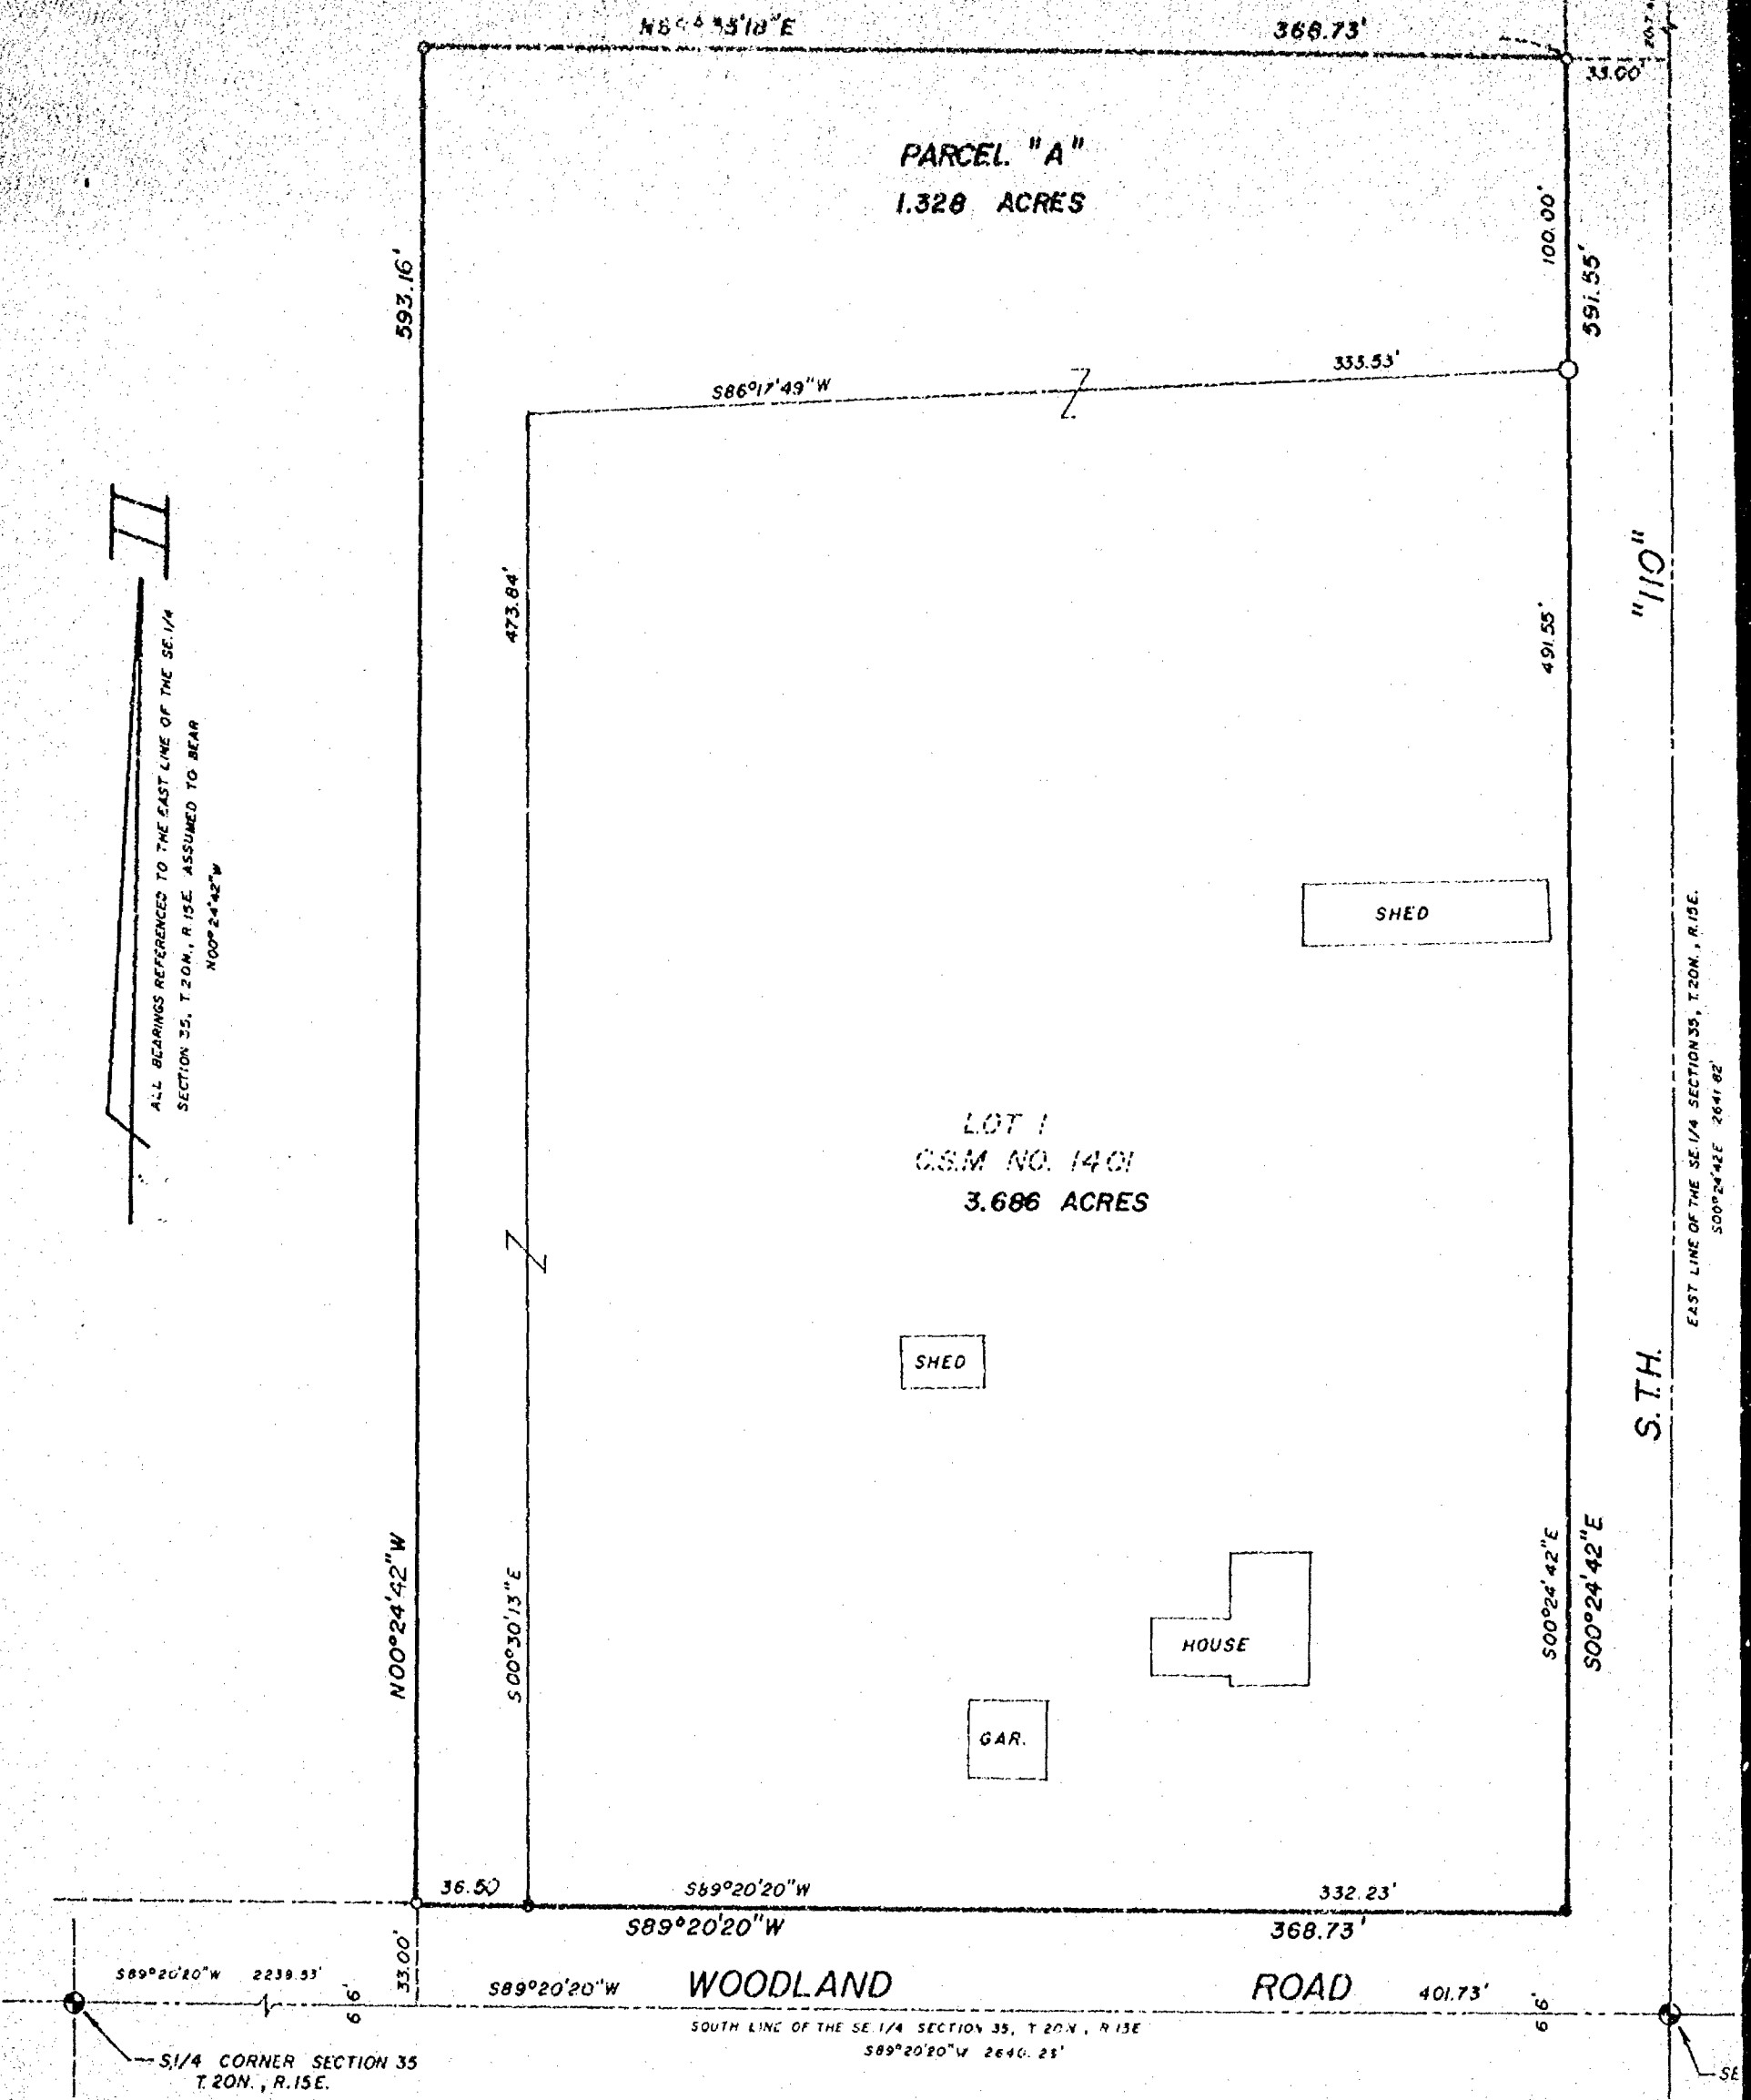 368.73'
33.00'
PARCEL "A"
1.328 ACRES
100.00'
593.16'
591.55'
S86°17'49"W
333.53'
473.84'
491.55'
"110"
ALL BEARINGS REFERENCED TO THE EAST LINE OF THE SE.1/4
SECTION 35, T.20N., R.15E. ASSUMED TO BEAR
N00°24'42"W
SHED
LOT 1
C.S.M NO. 1401
3.686 ACRES
EAST LINE OF THE SE.1/4 SECTION 35, T.20N., R.15E.
S00°24'42E 2641.82'
SHED
S.T.H.
N00°24'42"W
S00°30'13"E
S00°24'42"E
S00°24'42"E
HOUSE
GAR.
36.50
S89°20'20"W
332.23'
S89°20'20"W
368.73'
S89°20'20"W 2239.53'
66'
33.00'
S89°20'20"W
WOODLAND ROAD
401.73'
66'
SOUTH LINE OF THE SE.1/4 SECTION 35, T.20N., R.15E
S89°20'20"W 2640.25'
S.1/4 CORNER SECTION 35
T.20N., R.15E.
SE